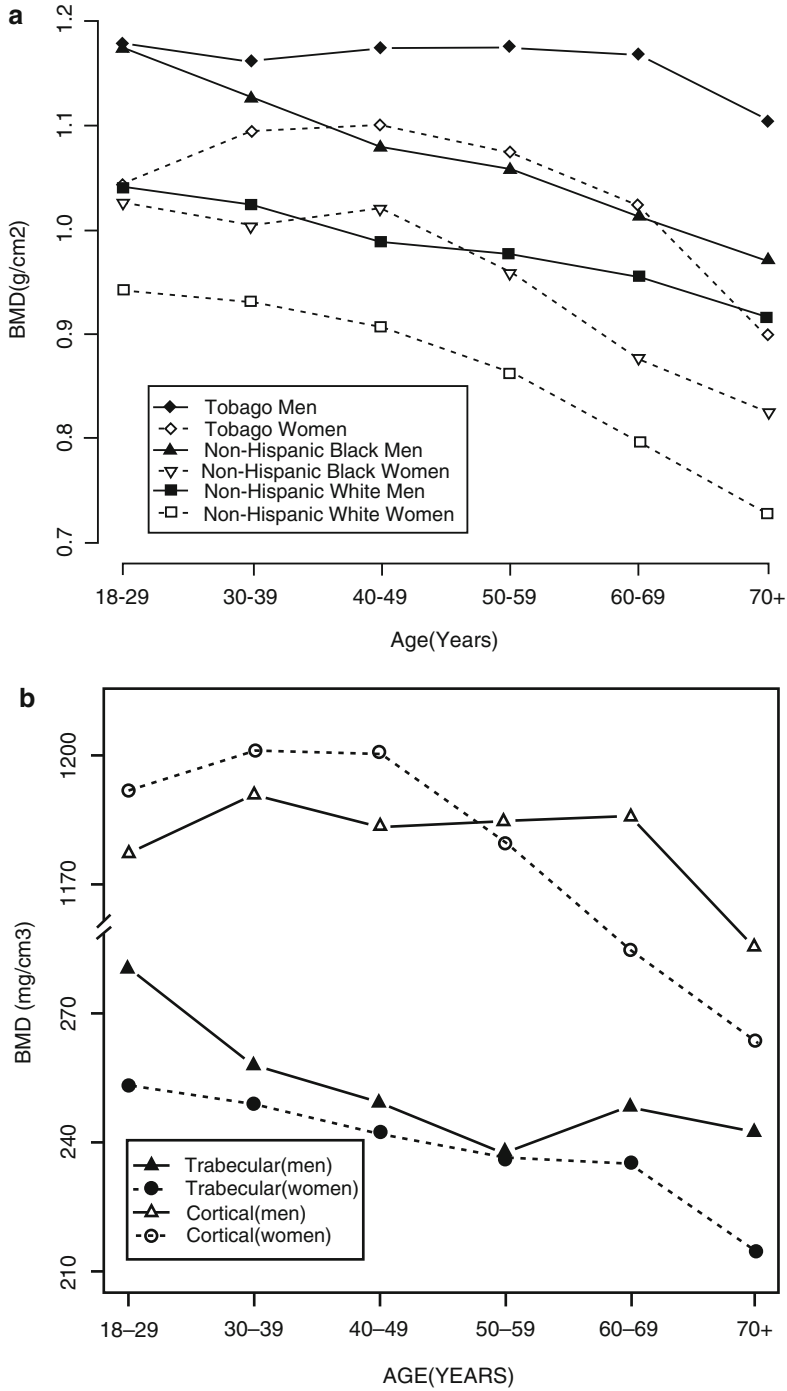 a
1.2
1.1
1.0
0.9
0.8
0.7
BMD(g/cm2)
Tobago Men
Tobago Women
Non-Hispanic Black Men
Non-Hispanic Black Women
Non-Hispanic White Men
Non-Hispanic White Women
18-29 30-39 40-49 50-59 60-69 70+
Age(Years)
b
1200
1170
270
240
210
BMD (mg/cm3)
Trabecular(men)
Trabecular(women)
Cortical(men)
Cortical(women)
18–29 30–39 40–49 50–59 60–69 70+
AGE(YEARS)